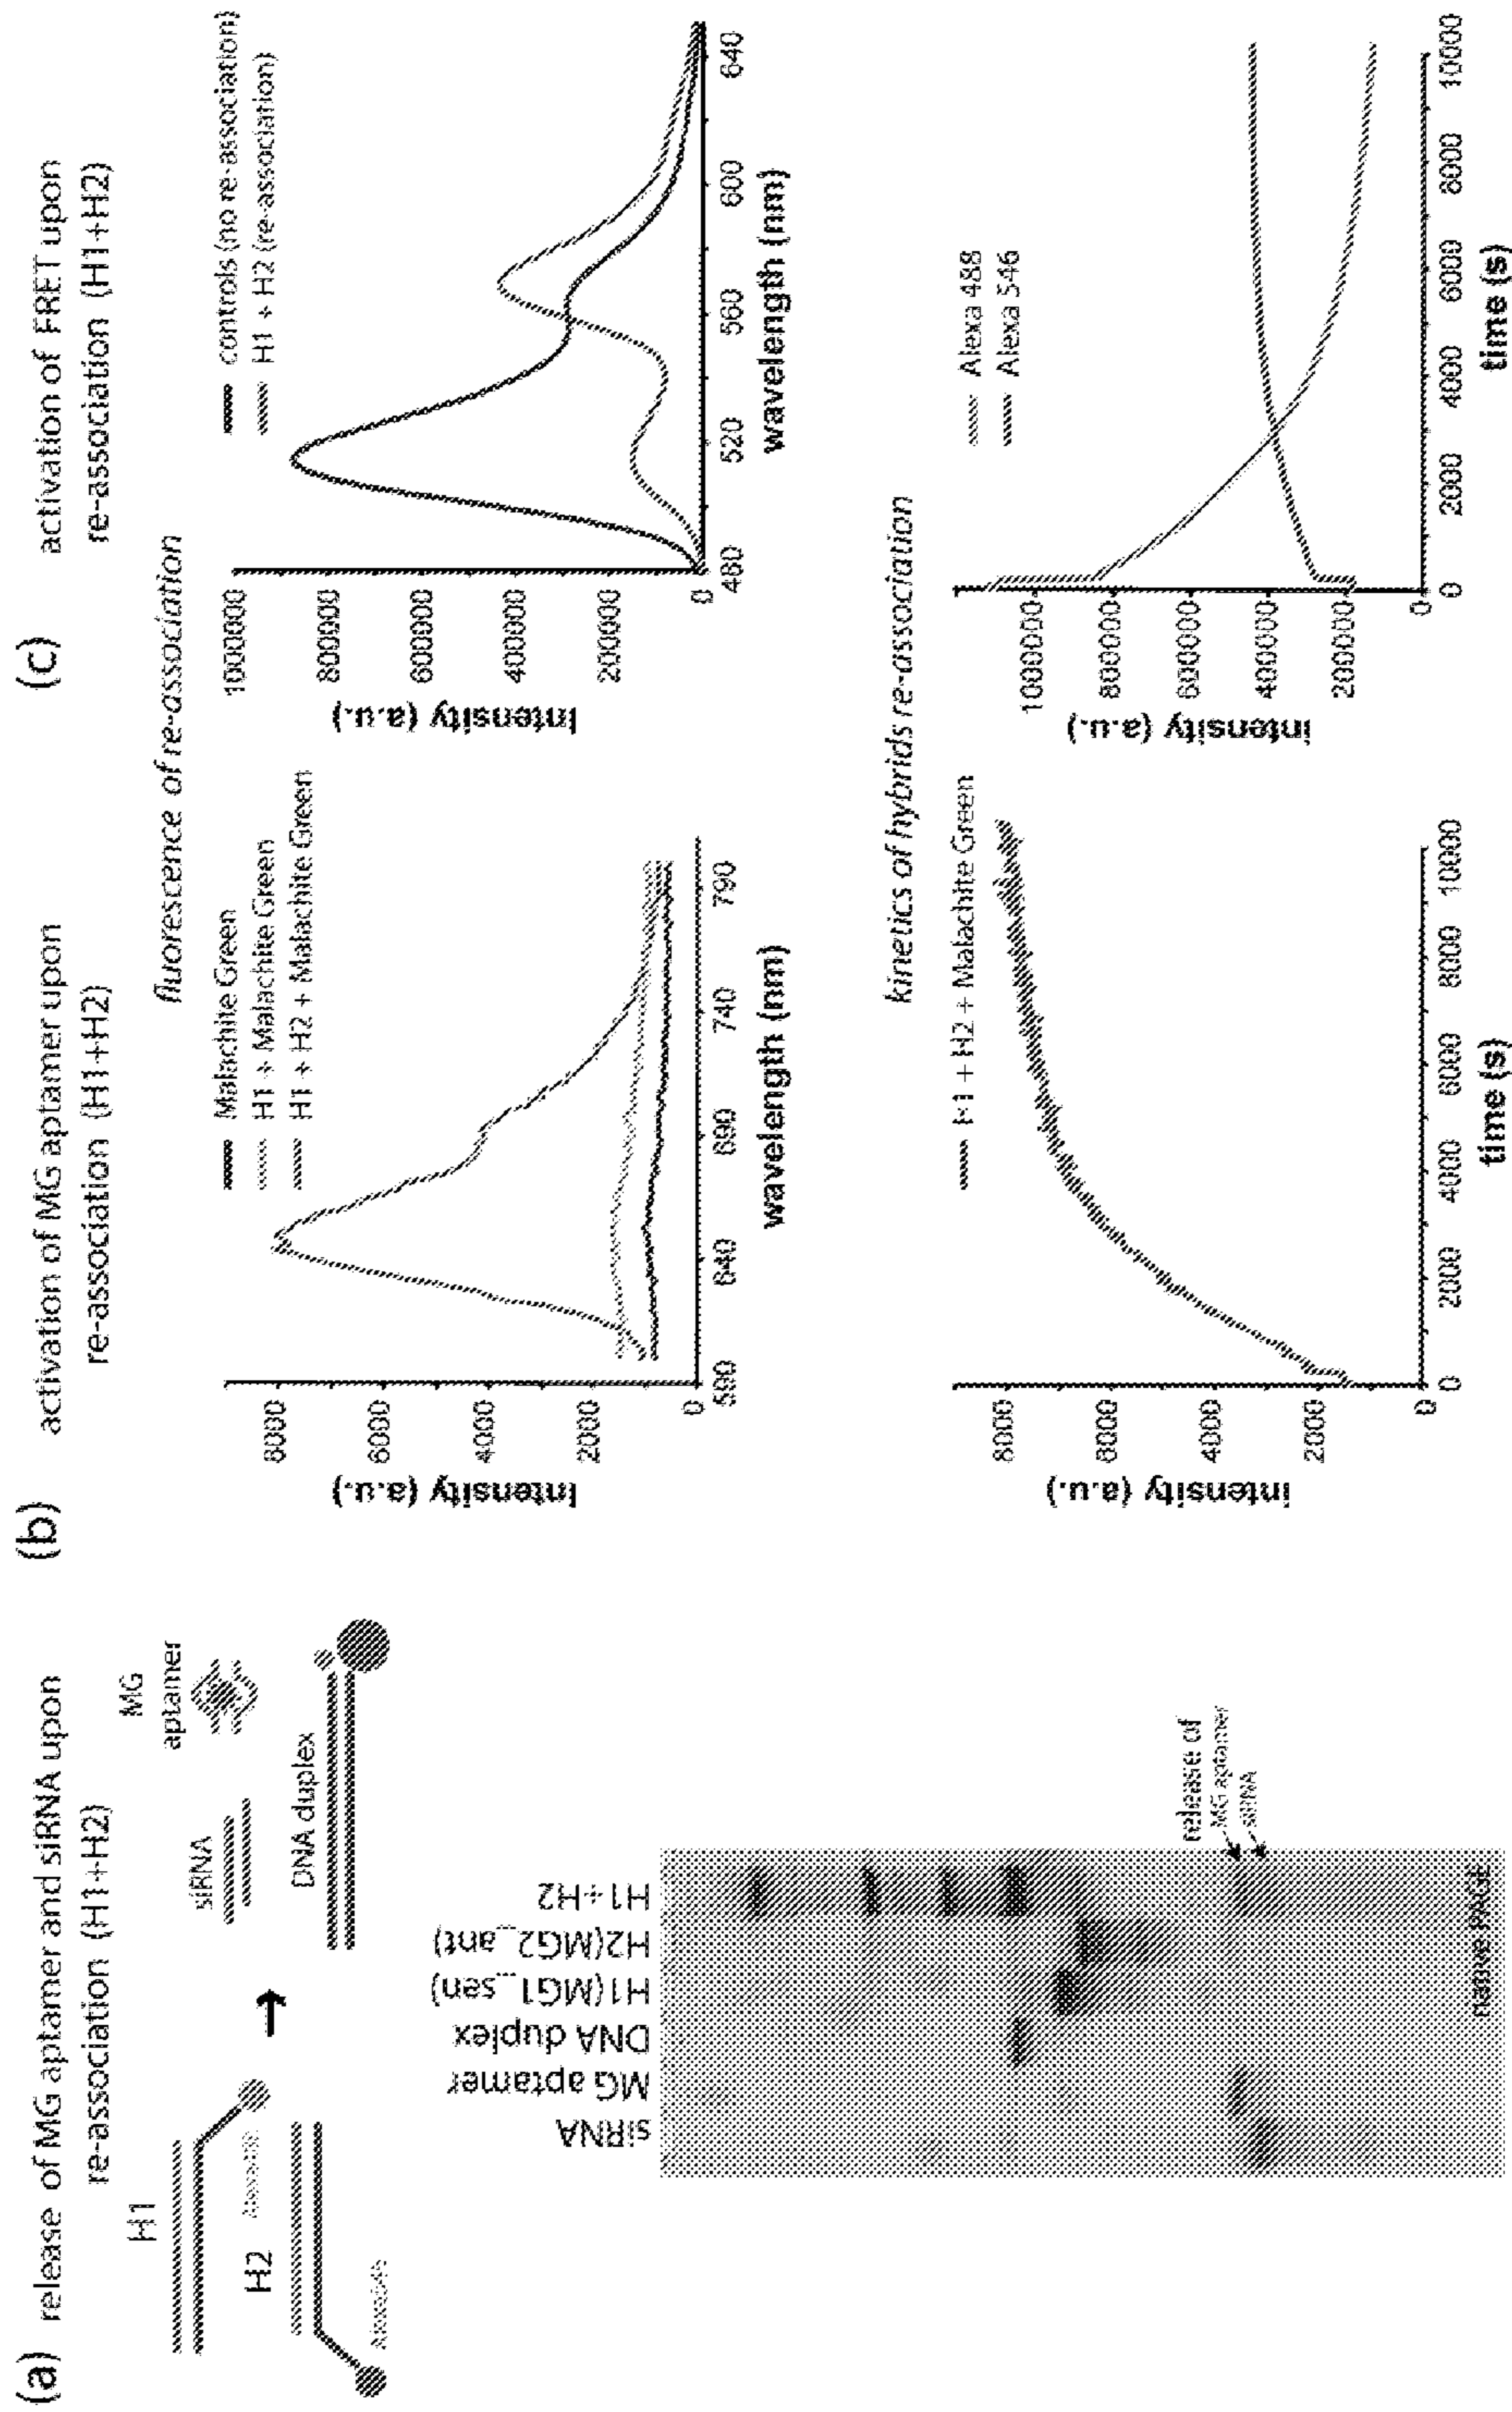 (a) release of MG aptamer and siRNA upon
re-association (H1+H2)
H1
H2
MG
aptamer
siRNA
DNA duplex
siRNA
MG aptamer
DNA duplex
H1(MG1_sen)
H2(MG2_ant)
H1+H2
release of
MG aptamer
siRNA
native PAGE
(b) activation of MG aptamer upon
re-association (H1+H2)
fluorescence of re-association
Malachite Green
H1 + Malachite Green
H1 + H2 + Malachite Green
Intensity (a.u.)
8000
6000
4000
2000
0
590 640 690 740 790
wavelength (nm)
kinetics of hybrids re-association
H1 + H2 + Malachite Green
intensity (a.u.)
8000
6000
4000
2000
0
0 2000 4000 6000 8000 10000
time (s)
(c) activation of FRET upon
re-association (H1+H2)
controls (no re-association)
H1 + H2 (re-association)
Intensity (a.u.)
1000000
800000
600000
400000
200000
0
480 520 560 600 640
wavelength (nm)
Alexa 488
Alexa 546
intensity (a.u.)
1000000
800000
600000
400000
200000
0
0 2000 4000 6000 8000 10000
time (s)